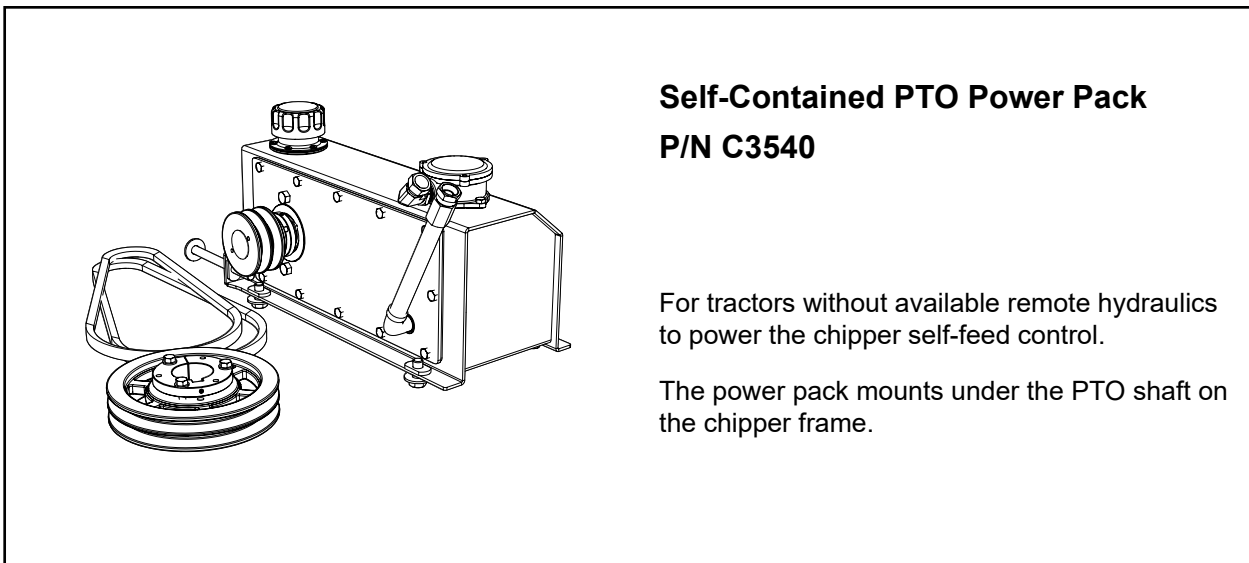 Self-Contained PTO Power Pack
P/N C3540
For tractors without available remote hydraulics
to power the chipper self-feed control.
The power pack mounts under the PTO shaft on
the chipper frame.